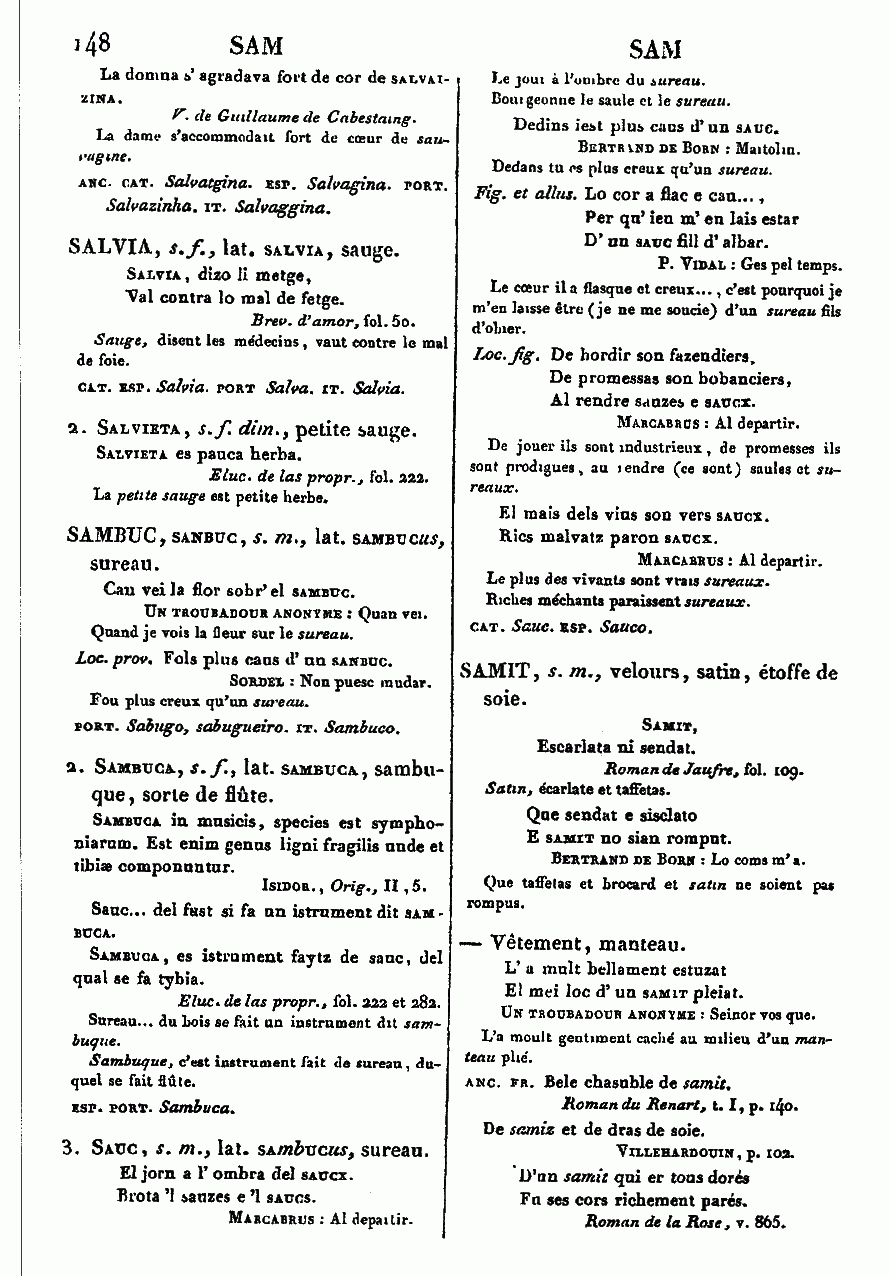 148 SAM
La domna s' agradava fort de cor de SALVAI-
ZINA.
V. de Guillaume de Cabestaing.
La dame s'accommodait fort de cœur de sau-
vagine.
ANC. CAT. Salvatgina. ESP. Salvagina. PORT.
Salvazinha. IT. Salvaggina.
SALVIA, s. f., lat. SALVIA, sauge.
SALVIA, dizo li metge,
Val contra lo mal de fetge.
Brev. d'amor, fol. 50.
Sauge, disent les médecins, vaut contre le mal
de foie.
CAT. ESP. Salvia. PORT Salva. IT. Salvia.
2. SALVIETA, s. f. dim., petite sauge.
SALVIETA es pauca herba.
Eluc. de las propr., fol. 222.
La petite sauge est petite herbe.
SAMBUC, SANBUC, s. m., lat. SAMBUCus,
sureau.
Can vei la flor sobr' el SAMBUC.
UN TROUBADOUR ANONYME : Quan vei.
Quand je vois la fleur sur le sureau.
Loc. prov. Fols plus caus d' un SANBUC.
SORDEL : Non puesc mudar.
Fou plus creux qu'un sureau.
PORT. Sabugo, sabugueiro. IT. Sambuco.
2. SAMBUCA, s. f., lat. SAMBUCA, sambu-
que, sorte de flûte.
SAMBUCA in musicis, species est sympho-
niarum. Est enim genus ligni fragilis unde et
tibiæ componuntur.
ISIDOR., Orig., II, 5.
Sauc... del fust si fa un istrument dit SAM-
BUCA.
SAMBUCA, es istrument faytz de sauc, del
qual se fa tybia.
Eluc. de las propr., fol. 222 et 282.
Sureau... du bois se fait un instrument dit sam-
buque.
Sambuque, c'est instrument fait de sureau, du-
quel se fait flûte.
ESP. PORT. Sambuca.
3. SAUC, s. m., lat. SAmbUCus, sureau.
El jorn a l' ombra del SAUCX.
Brota 'l sauzes e 'l SAUCS.
MARCABRUS : Al departir.
SAM
Le jour à l'ombre du sureau.
Bourgeonne le saule et le sureau.
Dedins iest plus caus d' un SAUC.
BERTRAND DE BORN : Maitolin.
Dedans tu es plus creux qu'un sureau.
Fig. et allus. Lo cor a flac e cau...,
Per qu' ieu m' en lais estar
D' un SAUC fill d' albar.
P. VIDAL : Ges pel temps.
Le cœur il a flasque et creux..., c'est pourquoi je
m'en laisse être (je ne me soucie) d'un sureau fils
d'obier.
Loc. fig. De bordir son fazendiers,
De promessas son bobanciers,
Al rendre sauzes e SAUCX.
MARCABRUS : Al departir.
De jouer ils sont industrieux, de promesses ils
sont prodigues, au rendre (ce sont) saules et su-
reaux.
El mais dels vius son vers SAUCX.
Rics malvatz paron SAUCX.
MARCABRUS : Al departir.
Le plus des vivants sont vrais sureaux.
Riches méchants paraissent sureaux.
CAT. Sauc. ESP. Sauco.
SAMIT, s. m., velours, satin, étoffe de
soie.
SAMIT,
Escarlata ni sendat.
Roman de Jaufre, fol. 109.
Satin, écarlate et taffetas.
Que sendat e sisclato
E SAMIT no sian romput.
BERTRAND DE BORN : Lo coms m' a.
Que taffetas et brocard et satin ne soient pas
rompus.
— Vêtement, manteau.
L' a mult bellament estuzat
El mei loc d' un SAMIT pleiat.
UN TROUBADOUR ANONYME : Seinor vos que.
L'a moult gentiment caché au milieu d'un man-
teau plié.
ANC. FR. Bele chasuble de samit.
Roman du Renart, t. I, p. 140.
De samiz et de dras de soie.
VILLEHARDOUIN, p. 102.
D'un samit qui er tous dorés
Fu ses cors richement parés.
Roman de la Rose, v. 865.